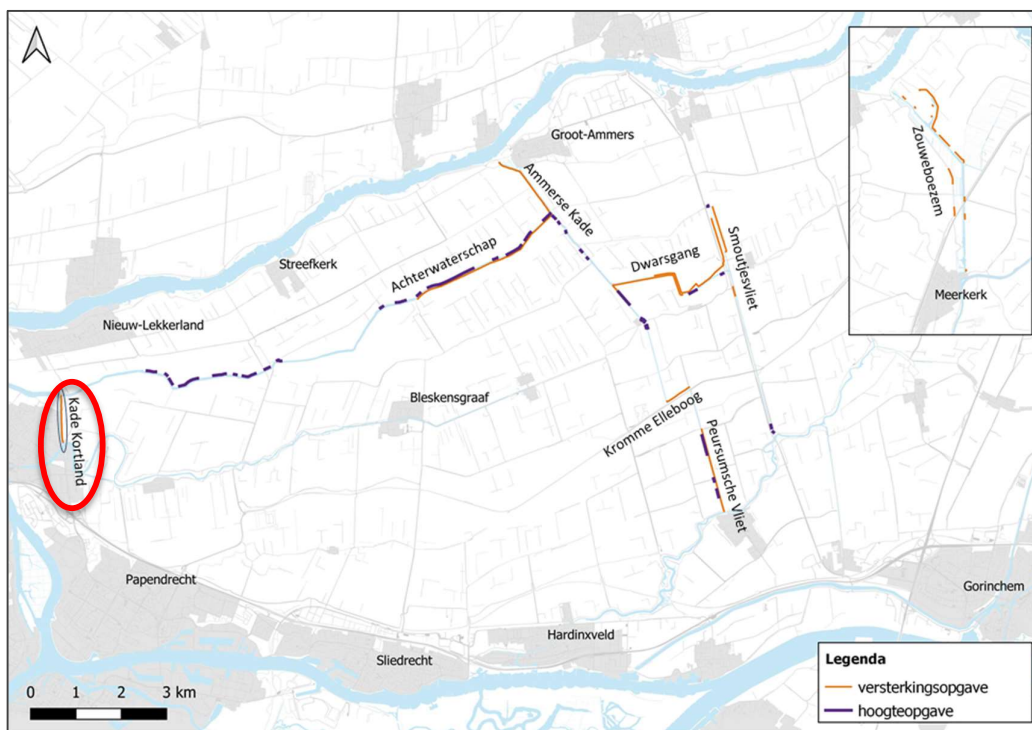 Groot-Ammers
Ammerse Kade
Zouweboezem
Smoutjesvliet
Achterwaterschap
Dwarsgang
Streefkerk
Meerkerk
Nieuw-Lekkerland
Kade Kortland
Bleskensgraaf
Kromme Elleboog
Peursumsche Vliet
Papendrecht
Gorinchem
Hardinxveld
Sliedrecht
Legenda
versterkingsopgave
hoogteopgave
0 1 2 3 km